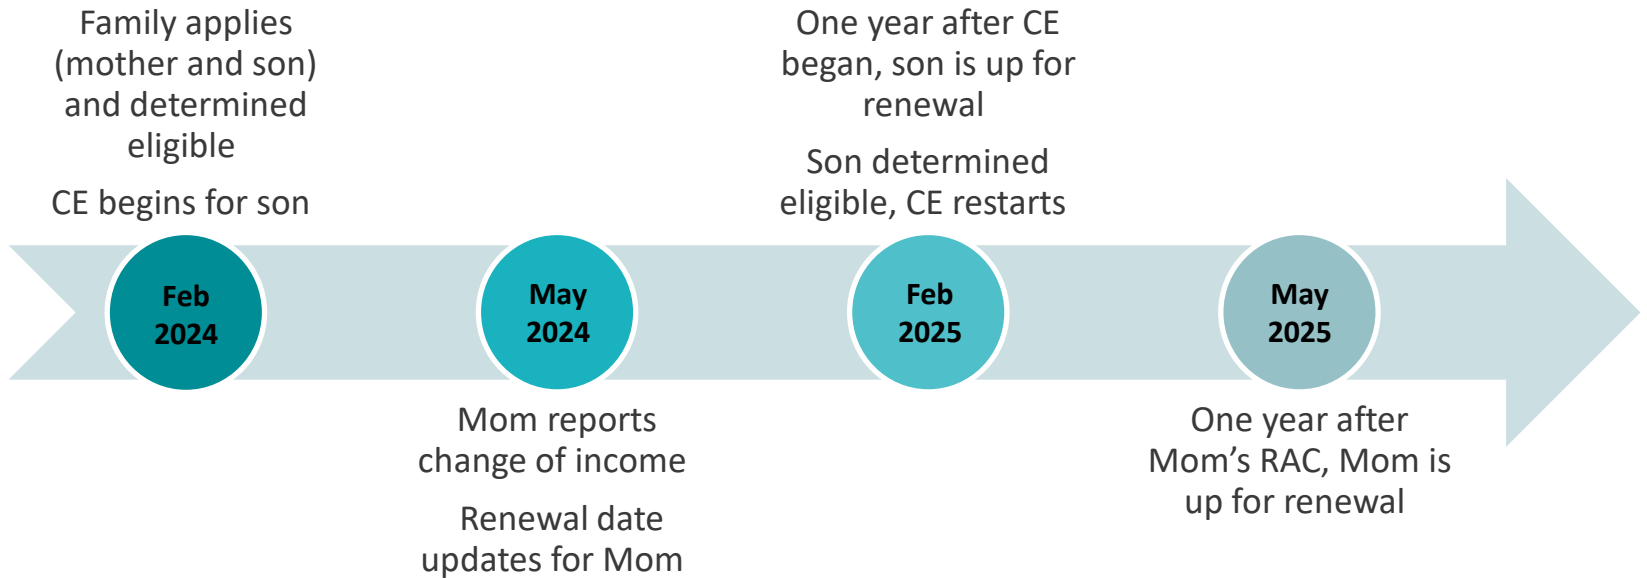 Family applies
(mother and son)
and determined
eligible
CE begins for son
Feb
2024
May
2024
Mom reports
change of income
Renewal date
updates for Mom
One year after CE
began, son is up for
renewal
Son determined
eligible, CE restarts
Feb
2025
May
2025
One year after
Mom’s RAC, Mom is
up for renewal